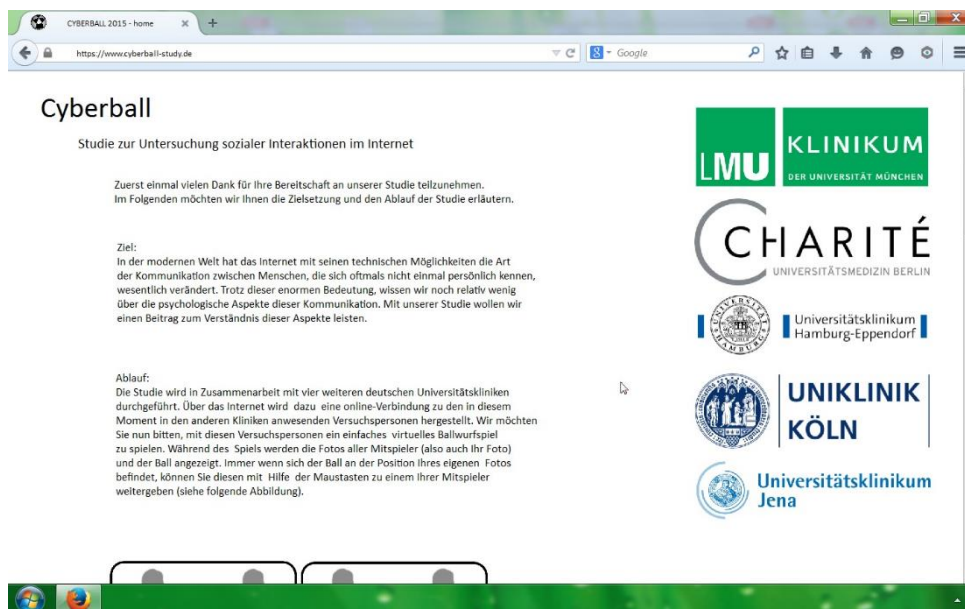 CYBERBALL 2015 - home
https://www.cyberball-study.de
Google
Cyberball
Studie zur Untersuchung sozialer Interaktionen im Internet
Zuerst einmal vielen Dank für Ihre Bereitschaft an unserer Studie teilzunehmen.
Im Folgenden möchten wir Ihnen die Zielsetzung und den Ablauf der Studie erläutern.
Ziel:
In der modernen Welt hat das Internet mit seinen technischen Möglichkeiten die Art
der Kommunikation zwischen Menschen, die sich oftmals nicht einmal persönlich kennen,
wesentlich verändert. Trotz dieser enormen Bedeutung, wissen wir noch relativ wenig
über die psychologische Aspekte dieser Kommunikation. Mit unserer Studie wollen wir
einen Beitrag zum Verständnis dieser Aspekte leisten.
Ablauf:
Die Studie wird in Zusammenarbeit mit vier weiteren deutschen Universitätskliniken
durchgeführt. Über das Internet wird dazu eine online-Verbindung zu den in diesem
Moment in den anderen Kliniken anwesenden Versuchspersonen hergestellt. Wir möchten
Sie nun bitten, mit diesen Versuchspersonen ein einfaches virtuelles Ballwurfspiel
zu spielen. Während des Spiels werden die Fotos aller Mitspieler (also auch Ihr Foto)
und der Ball angezeigt. Immer wenn sich der Ball an der Position Ihres eigenen Fotos
befindet, können Sie diesen mit Hilfe der Maustasten zu einem Ihrer Mitspieler
weitergeben (siehe folgende Abbildung).
LMU
KLINIKUM
DER UNIVERSITÄT MÜNCHEN
CHARITÉ
UNIVERSITÄTSMEDIZIN BERLIN
Universitätsklinikum
Hamburg-Eppendorf
UNIKLINIK
KÖLN
Universitätsklinikum
Jena